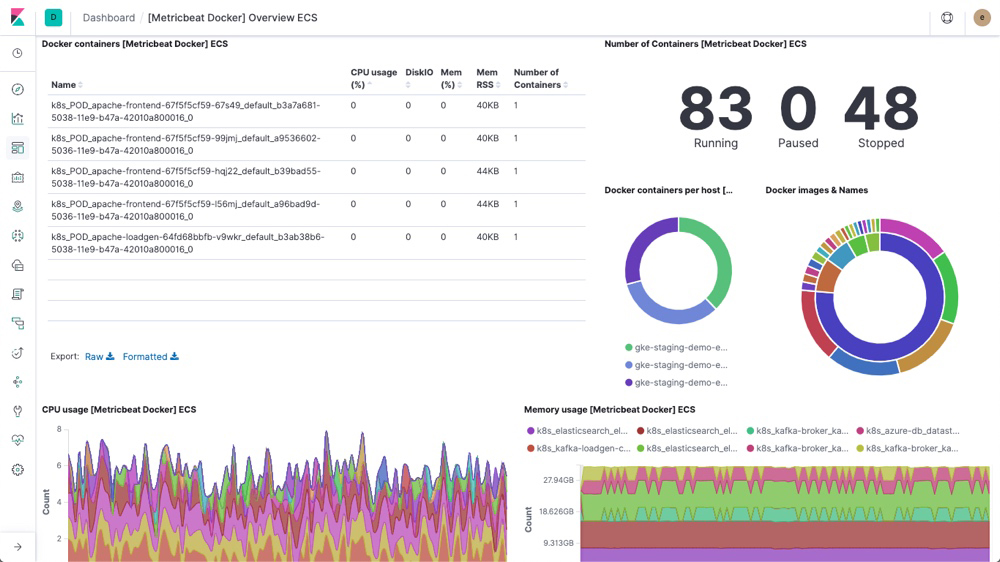 D
Dashboard / [Metricbeat Docker] Overview ECS
e
Docker containers [Metricbeat Docker] ECS
Name
CPU usage (%)
DiskIO
Mem (%)
Mem RSS
Number of Containers
k8s_POD_apache-frontend-67f5f5cf59-67s49_default_b3a7a681-
5038-11e9-b47a-42010a800016_0
0 0 0 40KB 1
k8s_POD_apache-frontend-67f5f5cf59-99jmj_default_a9536602-
5036-11e9-b47a-42010a800016_0
0 0 0 40KB 1
k8s_POD_apache-frontend-67f5f5cf59-hqj22_default_b39bad55-
5038-11e9-b47a-42010a800016_0
0 0 0 44KB 1
k8s_POD_apache-frontend-67f5f5cf59-l56mj_default_a96bad9d-
5036-11e9-b47a-42010a800016_0
0 0 0 44KB 1
k8s_POD_apache-loadgen-64fd68bbfb-v9wkr_default_b3ab38b6-
5038-11e9-b47a-42010a800016_0
0 0 0 40KB 1
Export: Raw Formatted
Number of Containers [Metricbeat Docker] ECS
83 0 48
Running Paused Stopped
Docker containers per host [...
gke-staging-demo-e...
gke-staging-demo-e...
gke-staging-demo-e...
Docker images & Names
CPU usage [Metricbeat Docker] ECS
Count
8
6
4
2
Memory usage [Metricbeat Docker] ECS
k8s_elasticsearch_el... k8s_elasticsearch_el... k8s_kafka-broker_ka... k8s_azure-db_datast...
k8s_kafka-loadgen-c... k8s_elasticsearch_el... k8s_kafka-broker_ka... k8s_kafka-broker_ka...
Count
27.94GB
18.626GB
9.313GB